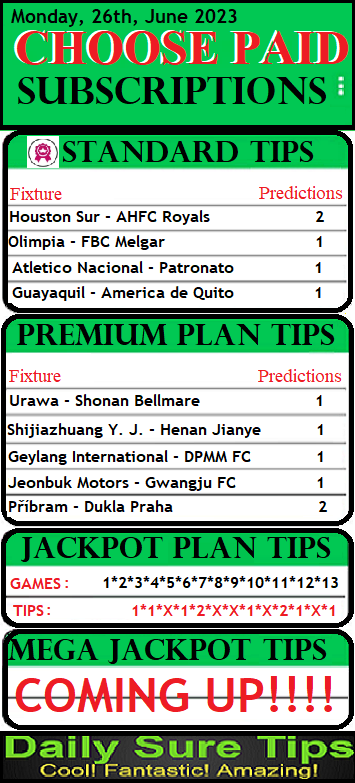 Monday, 26th, June 2023
CHOOSE PAID
SUBSCRIPTIONS
STANDARD TIPS
Fixture Predictions
Houston Sur - AHFC Royals 2
Olimpia - FBC Melgar 1
Atletico Nacional - Patronato 1
Guayaquil - America de Quito 1
PREMIUM PLAN TIPS
Fixture Predictions
Urawa - Shonan Bellmare 1
Shijiazhuang Y. J. - Henan Jianye 1
Geylang International - DPMM FC 1
Jeonbuk Motors - Gwangju FC 1
Příbram - Dukla Praha 2
JACKPOT PLAN TIPS
GAMES : 1*2*3*4*5*6*7*8*9*10*11*12*13
TIPS : 1*1*X*1*2*X*X*1*X*2*1*X*1
MEGA JACKPOT TIPS
COMING UP!!!!
Daily Sure Tips
Cool! Fantastic! Amazing!